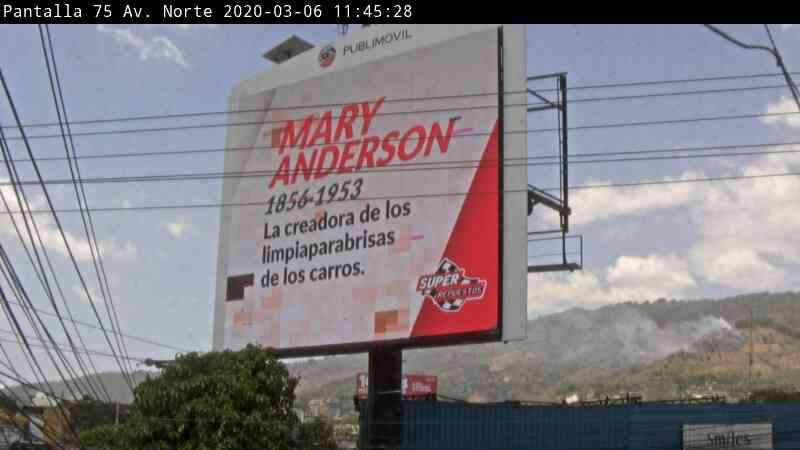 Pantalla 75 Av. Norte 2020-03-06 11:45:28
PUBLIMOVIL
MARY
ANDERSON
1856-1953
La creadora de los
limpiaparabrisas
de los carros.
SUPER
REPUESTOS
Smiles